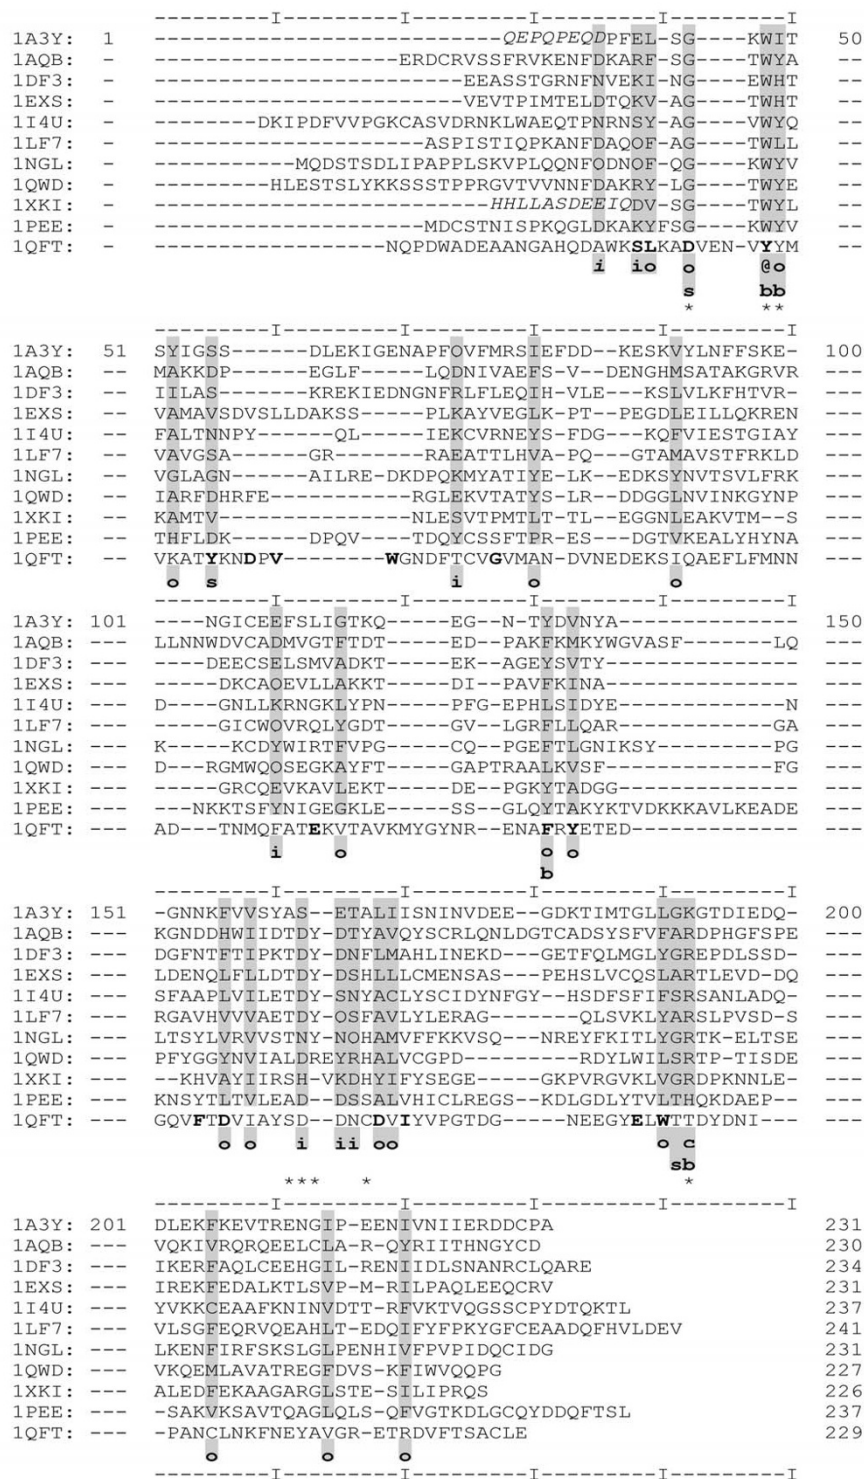 ---------I---------I---------I---------I---------I
1A3Y: 1 ---------------------------QEPQPEQDPFEL-SG----KWIT 50
1AQB: - -------------------ERDCRVSSFRVKENFDKARF-SG----TWYA -
1DF3: - ------------------------EEASSTGRNFNVEKI-NG----EWHT -
1EXS: - ------------------------VEVTPIMTELDTQKV-AG----TWHT -
1I4U: - --------DKIPDFVVPGKCASVDRNKLWAEQTPNRNSY-AG----VWYQ -
1LF7: - ---------------------ASPISTIQPKANFDAQOF-AG----TWLL -
1NGL: - -----------MQDSTSDLIPAPPLSKVPLQQNFODNOF-QG----KWYV -
1QWD: - ---------HLESTSLYKKSSSTPPRGVTVVNNFDAKRY-LG----TWYE -
1XKI: - --------------------------HHLLASDEEIQDV-SG----TWYL -
1PEE: - ---------------------MDCSTNISPKQGLDKAKYFSG----KWYV -
1QFT: - ------------------NQPDWADEAANGAHQDAWKSLKADVEN-VYYM -
i io o @o
s bb
* **
---------I---------I---------I---------I---------I
1A3Y: 51 SYIGSS------DLEKIGENAPFOVFMRSIEFDD--KESKVYLNFFSKE- 100
1AQB: -- MAKKDP------EGLF----LQDNIVAEFS-V--DENGHMSATAKGRVR ---
1DF3: -- IILAS-------KREKIEDNGNFRLFLEQIH-VLE--KSLVLKFHTVR- ---
1EXS: -- VAMAVSDVSLLDAKSS-----PLKAYVEGLK-PT--PEGDLEILLQKREN ---
1I4U: -- FALTNNPY------QL------IEKCVRNEYS-FDG--KQFVIESTGIAY ---
1LF7: -- VAVGSA------GR------RAEATTLHVA-PQ---GTAMAVSTFRKLD ---
1NGL: -- VGLAGN------AILRE-DKDPQKMYATIYE-LK--EDKSYNVTSVLFRK ---
1QWD: -- IARFDHRFE-----------RGLEKVTATYS-LR--DDGGLNVINKGYNP ---
1XKI: -- KAMTV---------------NLESVTPMTLT-TL--EGGNLEAKVTM--S ---
1PEE: -- THFLDK------DPQV----TDQYCSSFTPR-ES---DGTVKEALYHYNA ---
1QFT: -- VKATYKNDPV--------WGNDFTCVGVMAN-DVNEDEKSIQAEFLFMNN ---
o s i o o
---------I---------I---------I---------I---------I
1A3Y: 101 ----NGICEEFSLIGTKQ-----EG--N-TYDVNYA-------------- 150
1AQB: --- LLNNWDVCADMVGTFTDT----ED--PAKFKMKYWGVASF------LQ ---
1DF3: --- ----DEECSELSMVADKT----EK--AGEYSVTY--------------- ---
1EXS: --- ----DKCAQEVLLAKKT-----DI--PAVFKINA--------------- ---
1I4U: --- D---GNLLKRNGKLYPN-----PFG-EPHLSIDYE------------N ---
1LF7: --- ----GICWQVRQLYGDT-----GV--LGRFLLQAR-----------GA ---
1NGL: --- K----KCDYWIRTFVPG-----CQ--PGEFTLGNIKSY-------PG ---
1QWD: --- D---RGMWQOSEGKAYFT----GAPTRAALKVSF-----------FG ---
1XKI: --- ----GRCQEVKAVLEKT-----DE--PGKYTADGG------------- ---
1PEE: --- ---NKKTSFYNIGEGKLE-----SS--GLQYTAKYKTVDKKKAVLKEADE ---
1QFT: --- AD---TNMQFATEKVTAVKMYGYNR--ENAFRYETED------------- ---
i o o o
b
---------I---------I---------I---------I---------I
1A3Y: 151 -GNNKFVVSYAS--ETALIISNINVDEE--GDKTIMTGLLGKGTDIEDQ- 200
1AQB: --- KGNDDHWIIDTDY-DTYAVQYSCRLQNLDGTCADSYSFVFARDPHGFSPE ---
1DF3: --- DGFNTFTIPKTDY-DNFLMAHLINEKD---GETFQLMGLYGREPDLSSD- ---
1EXS: --- LDENQLFLLDTDY-DSHLLLCMENSAS---PEHSLVCQSLARTLEVD-DQ ---
1I4U: --- SFAAPLVILETDY-SNYACLYSCIDYNFGY--HSDFSFIFSRSANLADQ- ---
1LF7: --- RGAVHVVVAETDY-OSFAVLYLERAG------QLSVKLYARSLPVSD-S ---
1NGL: --- LTSYLVRVVSTNY-NOHAMVFFKKVSQ---NREYFKITLYGRTK-ELTSE ---
1QWD: --- PFYGGYNVIALDREYRHALVCGPD------RDYLWILSRTP-TISDE ---
1XKI: --- --KHVAYIIRSH-VKDHYIFYSEGE-----GKPVRGVKLVGRDPKNNLE- ---
1PEE: --- KNSYTLTVLEAD-DSSALVHICLREGS---KDLGDLYTVLTHQKDAEP-- ---
1QFT: --- GQVFTDVIAYSD--DNCDVIYVPGTDG-----NEEGYELWTTDYDNI--- ---
o o i ii oo o c
sb
*** * *
---------I---------I---------I---------I---------I
1A3Y: 201 DLEKFKEVTRENGIP-EENIVNIIERDDCPA 231
1AQB: --- VQKIVRQRQEELCLA-R-QYRIITHNGYCD 230
1DF3: --- IKERFAQLCEEHGIL-RENIIDLSNANRCLQARE 234
1EXS: --- IREKFEDALKTLSVP-M-RILPAQLEEQCRV 231
1I4U: --- YVKKCEAAFKNINVDTT-RFVKTVQGSSCPYDTQKTL 237
1LF7: --- VLSGFEQRVQEAHLT-EDQIFYFPKYGFCEAADQFHVLDEV 241
1NGL: --- LKENFIRFSKSLGLPENHIVFPVPIDQCIDG 231
1QWD: --- VKQEMLAVATREGFDVS-KFIWVQQPG 227
1XKI: --- ALEDFEKAAGARGLSTE-SILIPRQS 226
1PEE: --- -SAKVKSAVTQAGLQLS-QFVGTKDLGCQYDDQFTSL 237
1QFT: --- -PANCLNKFNEYAVGR-ETRDVFTSACLE 229
o o o
---------I---------I---------I---------I---------I